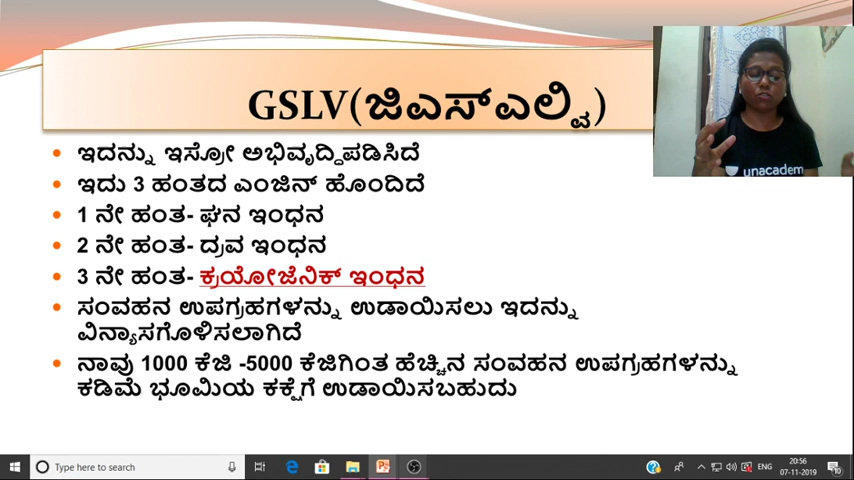 GSLV(ಜಿಎಸ್ಎಲ್ವಿ)
unacademy
ಇದನ್ನು ಇಸ್ರೋ ಅಭಿವೃದ್ಧಿಪಡಿಸಿದೆ
ಇದು 3 ಹಂತದ ಎಂಜಿನ್ ಹೊಂದಿದೆ
1 ನೇ ಹಂತ- ಘನ ಇಂಧನ
2 ನೇ ಹಂತ- ದ್ರವ ಇಂಧನ
3 ನೇ ಹಂತ- ಕ್ರಯೋಜೆನಿಕ್ ಇಂಧನ
ಸಂವಹನ ಉಪಗ್ರಹಗಳನ್ನು ಉಡಾಯಿಸಲು ಇದನ್ನು
ವಿನ್ಯಾಸಗೊಳಿಸಲಾಗಿದೆ
ನಾವು 1000 ಕೆಜಿ -5000 ಕೆಜಿಗಿಂತ ಹೆಚ್ಚಿನ ಸಂವಹನ ಉಪಗ್ರಹಗಳನ್ನು
ಕಡಿಮೆ ಭೂಮಿಯ ಕಕ್ಷೆಗೆ ಉಡಾಯಿಸಬಹುದು
Type here to search
ENG
20:56
07-11-2019